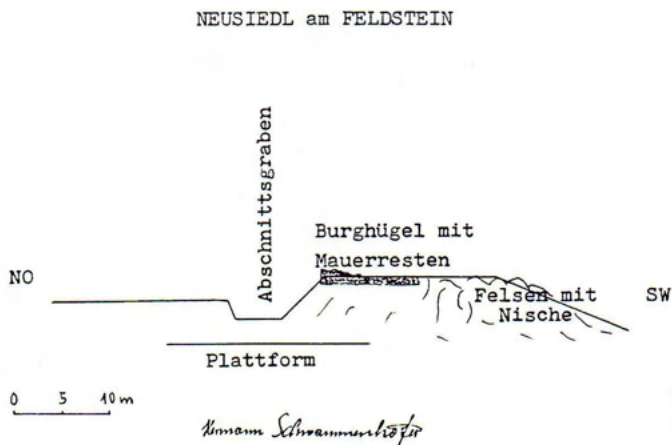 NEUSIEDL am FELDSTEIN
Abschnittsgraben
Burghügel mit
Mauerresten
NO
Felsen mit
Nische
SW
Plattform
0 5 10 m
Hermann Schwammenhöfer